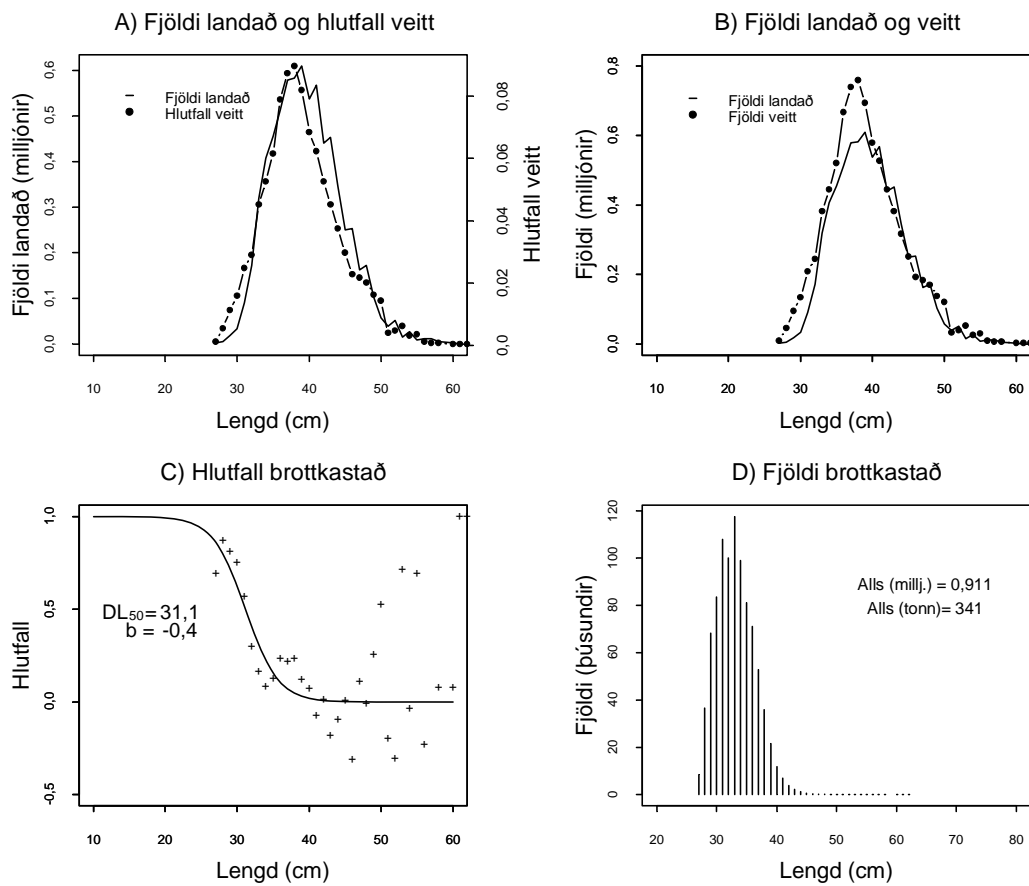 A) Fjöldi landað og hlutfall veitt
Fjöldi landað (milljónir)
0,6
0,5
0,4
0,3
0,2
0,1
0,0
Fjöldi landað
Hlutfall veitt
0,08
0,06
0,04
0,02
0,00
Hlutfall veitt
10 20 30 40 50 60
Lengd (cm)
B) Fjöldi landað og veitt
Fjöldi (milljónir)
0,8
0,6
0,4
0,2
0,0
Fjöldi landað
Fjöldi veitt
10 20 30 40 50 60
Lengd (cm)
C) Hlutfall brottkastað
Hlutfall
1,0
0,5
0,0
-0,5
DL50= 31,1
b = -0,4
10 20 30 40 50 60
Lengd (cm)
D) Fjöldi brottkastað
Fjöldi (þúsundir)
120
100
80
60
40
20
0
Alls (millj.) = 0,911
Alls (tonn)= 341
20 30 40 50 60 70 80
Lengd (cm)